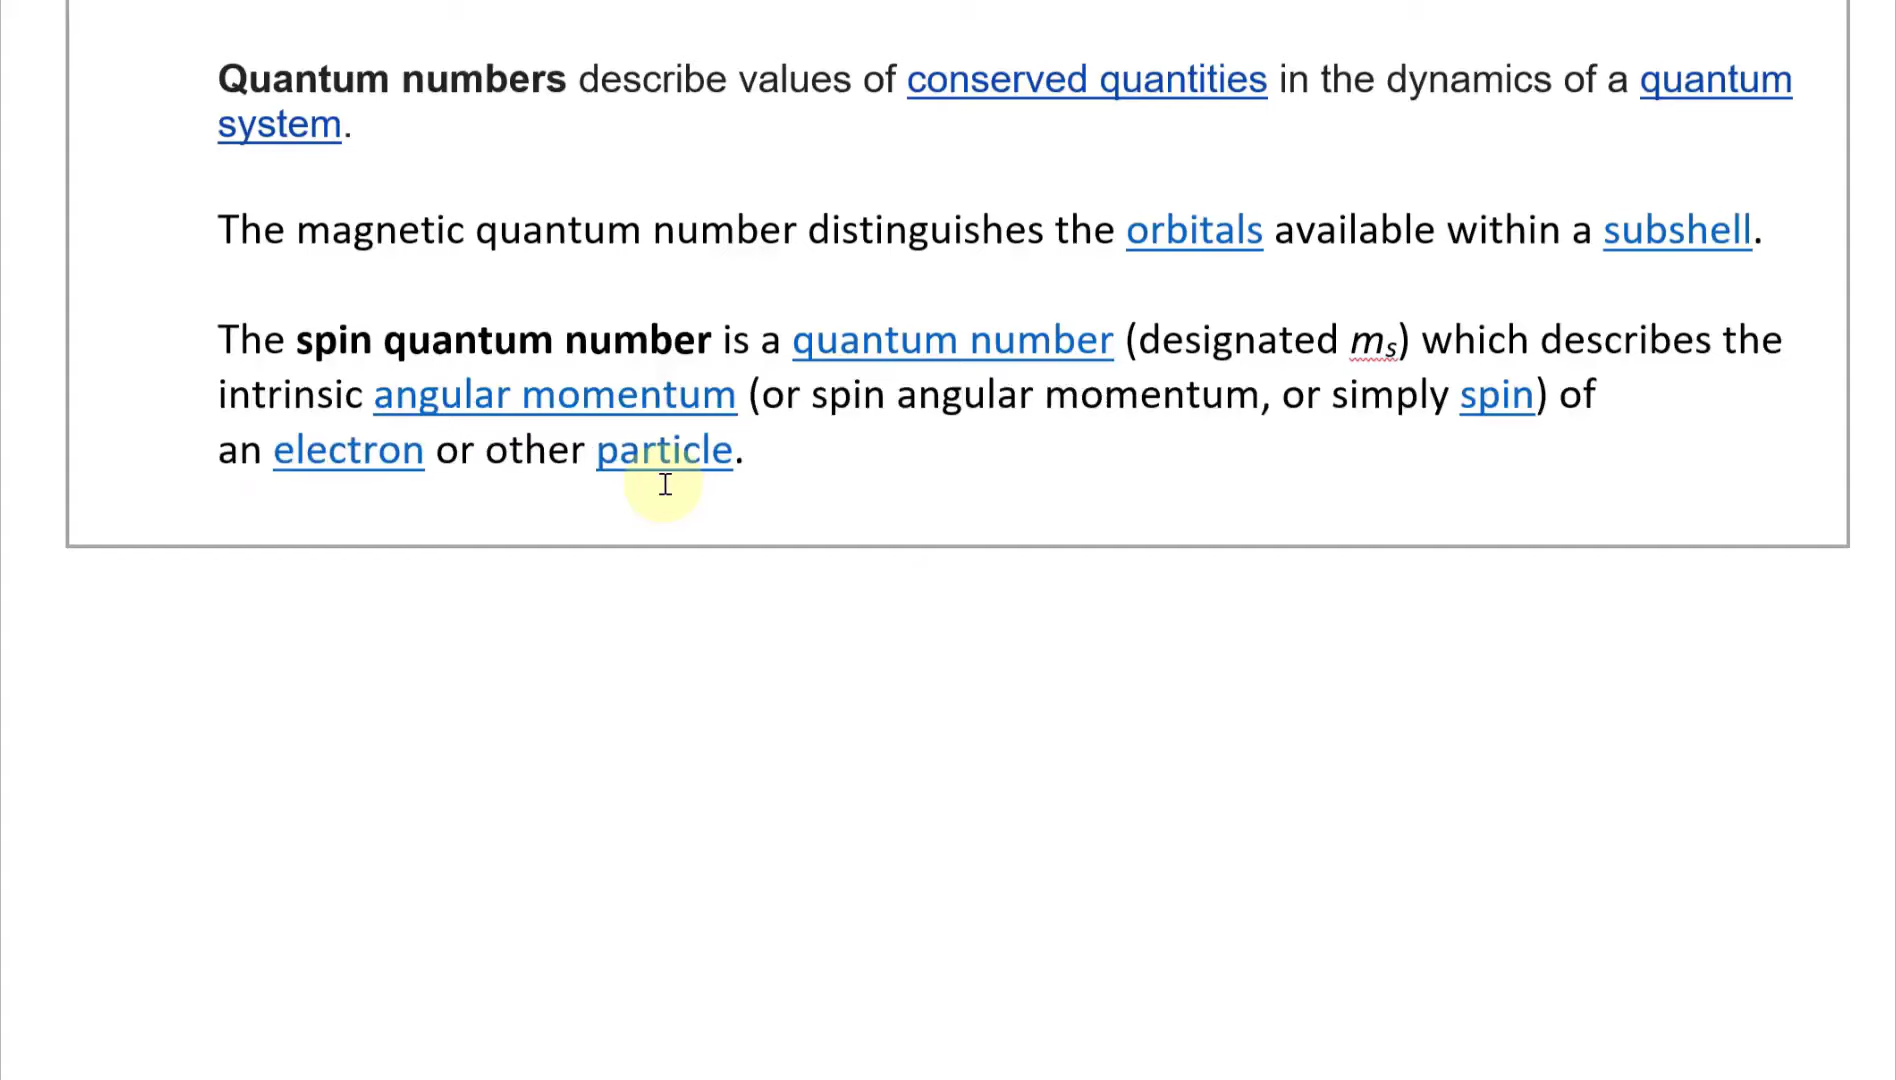 Quantum numbers describe values of conserved quantities in the dynamics of a quantum
system.
The magnetic quantum number distinguishes the orbitals available within a subshell.
The spin quantum number is a quantum number (designated ms) which describes the
intrinsic angular momentum (or spin angular momentum, or simply spin) of
an electron or other particle.